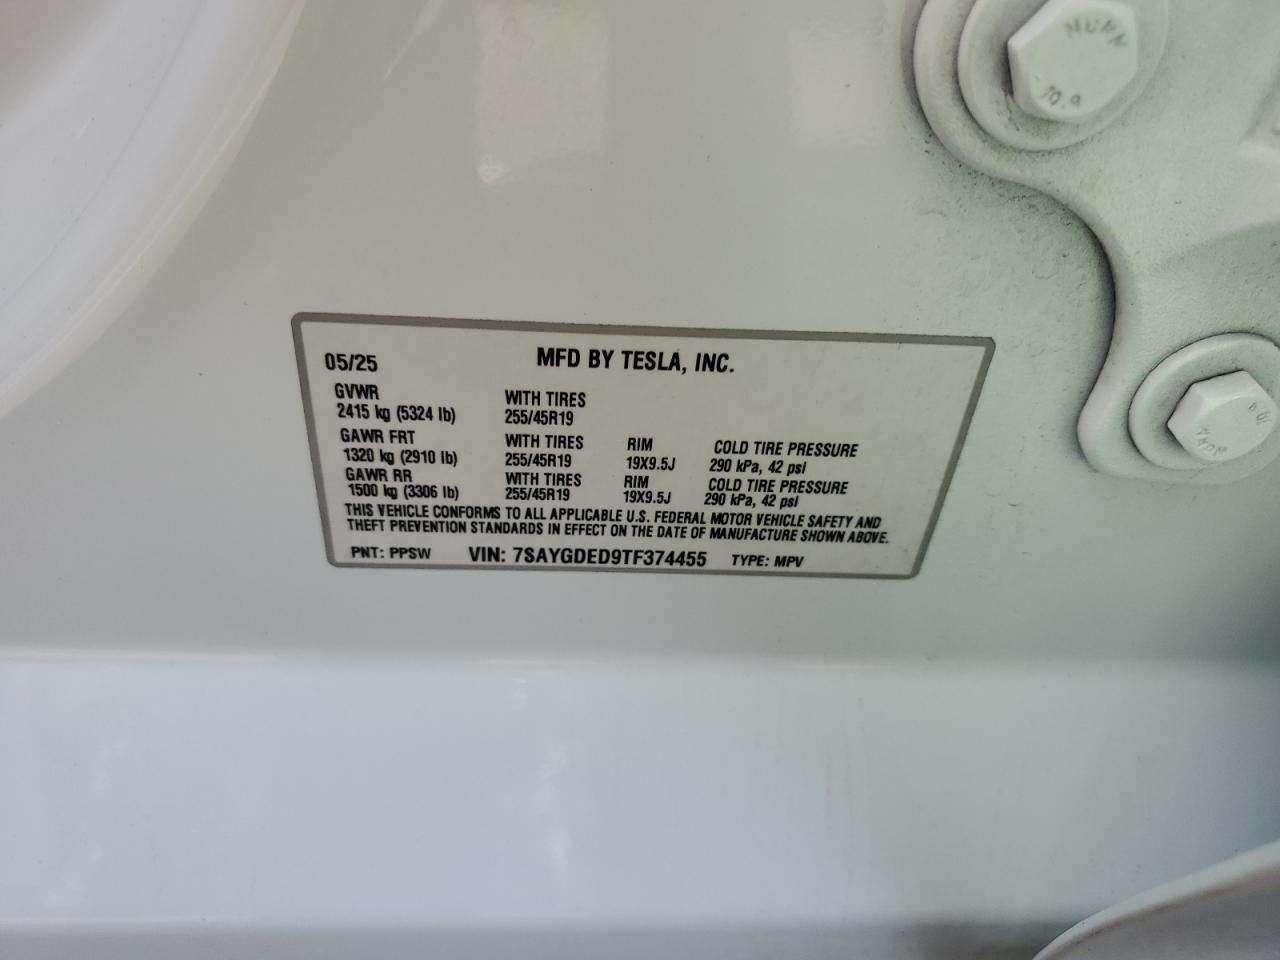 05/25 MFD BY TESLA, INC.
GVWR WITH TIRES
2415 kg (5324 lb) 255/45R19
GAWR FRT WITH TIRES RIM COLD TIRE PRESSURE
1320 kg (2910 lb) 255/45R19 19X9.5J 290 kPa, 42 psi
GAWR RR WITH TIRES RIM COLD TIRE PRESSURE
1500 kg (3306 lb) 255/45R19 19X9.5J 290 kPa, 42 psi
THIS VEHICLE CONFORMS TO ALL APPLICABLE U.S. FEDERAL MOTOR VEHICLE SAFETY AND
THEFT PREVENTION STANDARDS IN EFFECT ON THE DATE OF MANUFACTURE SHOWN ABOVE.
PNT: PPSW VIN: 7SAYGDED9TF374455 TYPE: MPV
10.9